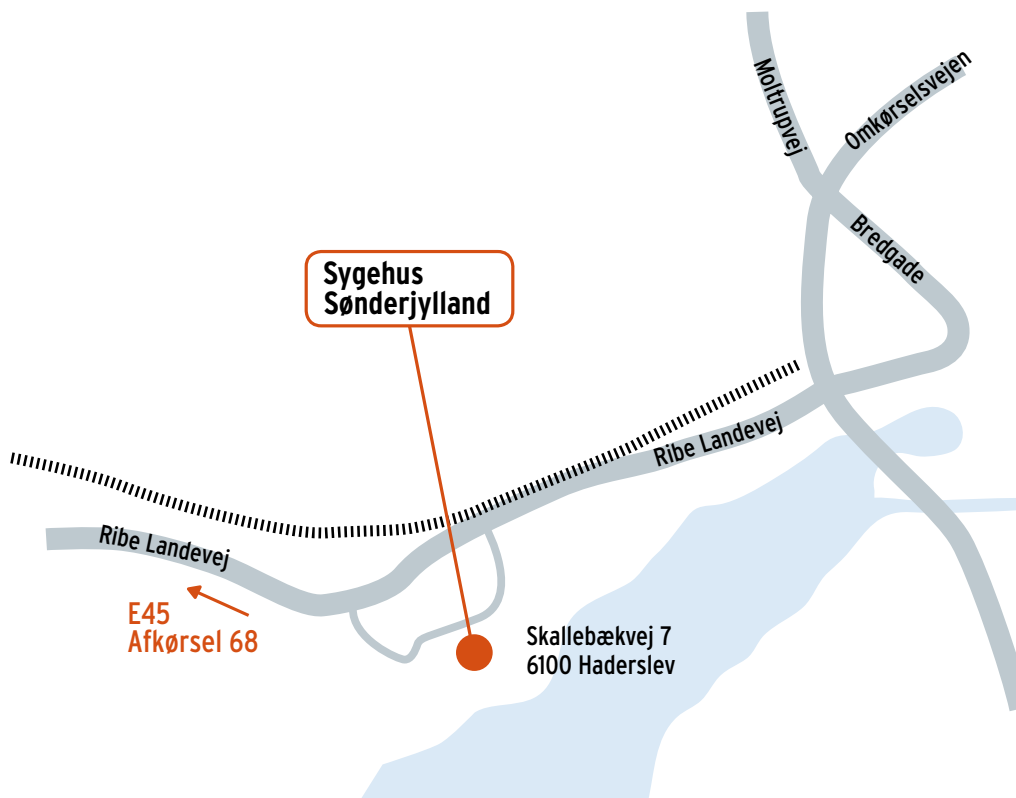 Moltrupvej
Omkørselsvejen
Bredgade
Sygehus
Sønderjylland
Ribe Landevej
Ribe Landevej
E45
Afkørsel 68
Skallebækvej 7
6100 Haderslev